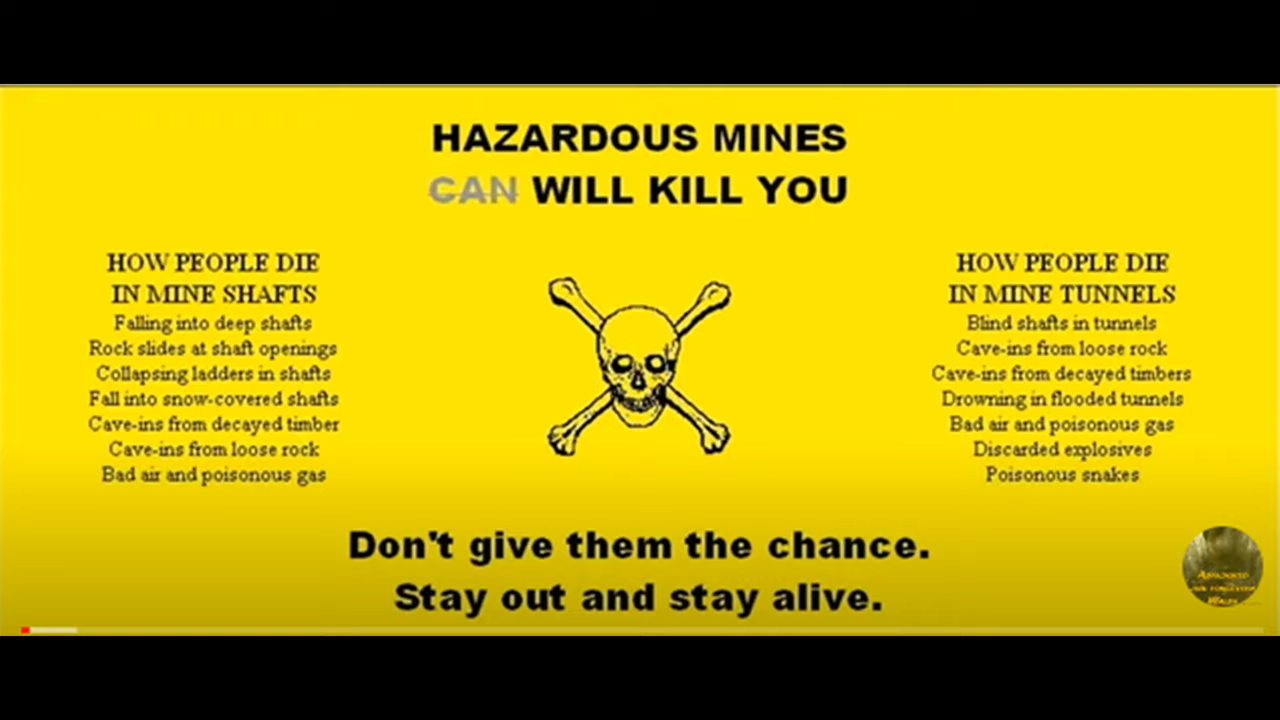 HAZARDOUS MINES
CAN WILL KILL YOU
HOW PEOPLE DIE
IN MINE SHAFTS
Falling into deep shafts
Rock slides at shaft openings
Collapsing ladders in shafts
Fall into snow-covered shafts
Cave-ins from decayed timber
Cave-ins from loose rock
Bad air and poisonous gas
HOW PEOPLE DIE
IN MINE TUNNELS
Blind shafts in tunnels
Cave-ins from loose rock
Cave-ins from decayed timbers
Drowning in flooded tunnels
Bad air and poisonous gas
Discarded explosives
Poisonous snakes
Don't give them the chance.
Stay out and stay alive.